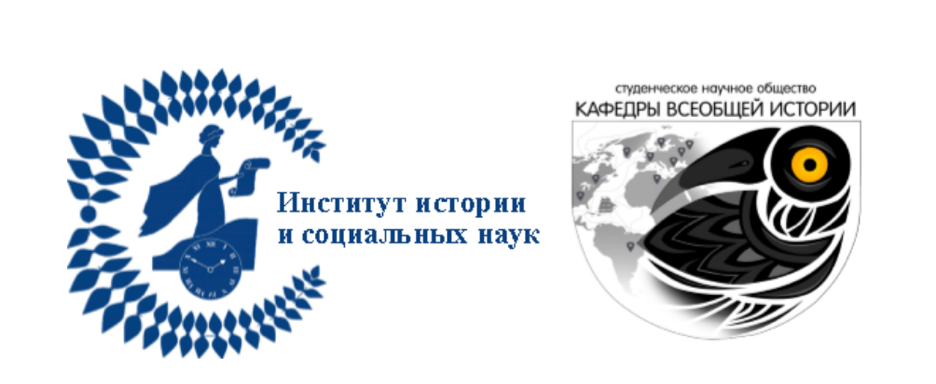 Институт истории
и социальных наук
студенческое научное общество
КАФЕДРЫ ВСЕОБЩЕЙ ИСТОРИИ